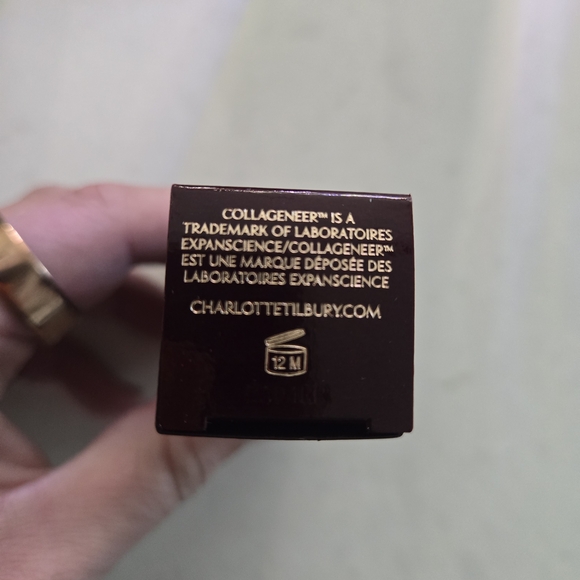 COLLAGENEER™ IS A
TRADEMARK OF LABORATOIRES
EXPANSCIENCE/COLLAGENEER™
EST UNE MARQUE DÉPOSÉE DES
LABORATOIRES EXPANSCIENCE
CHARLOTTETILBURY.COM
12 M